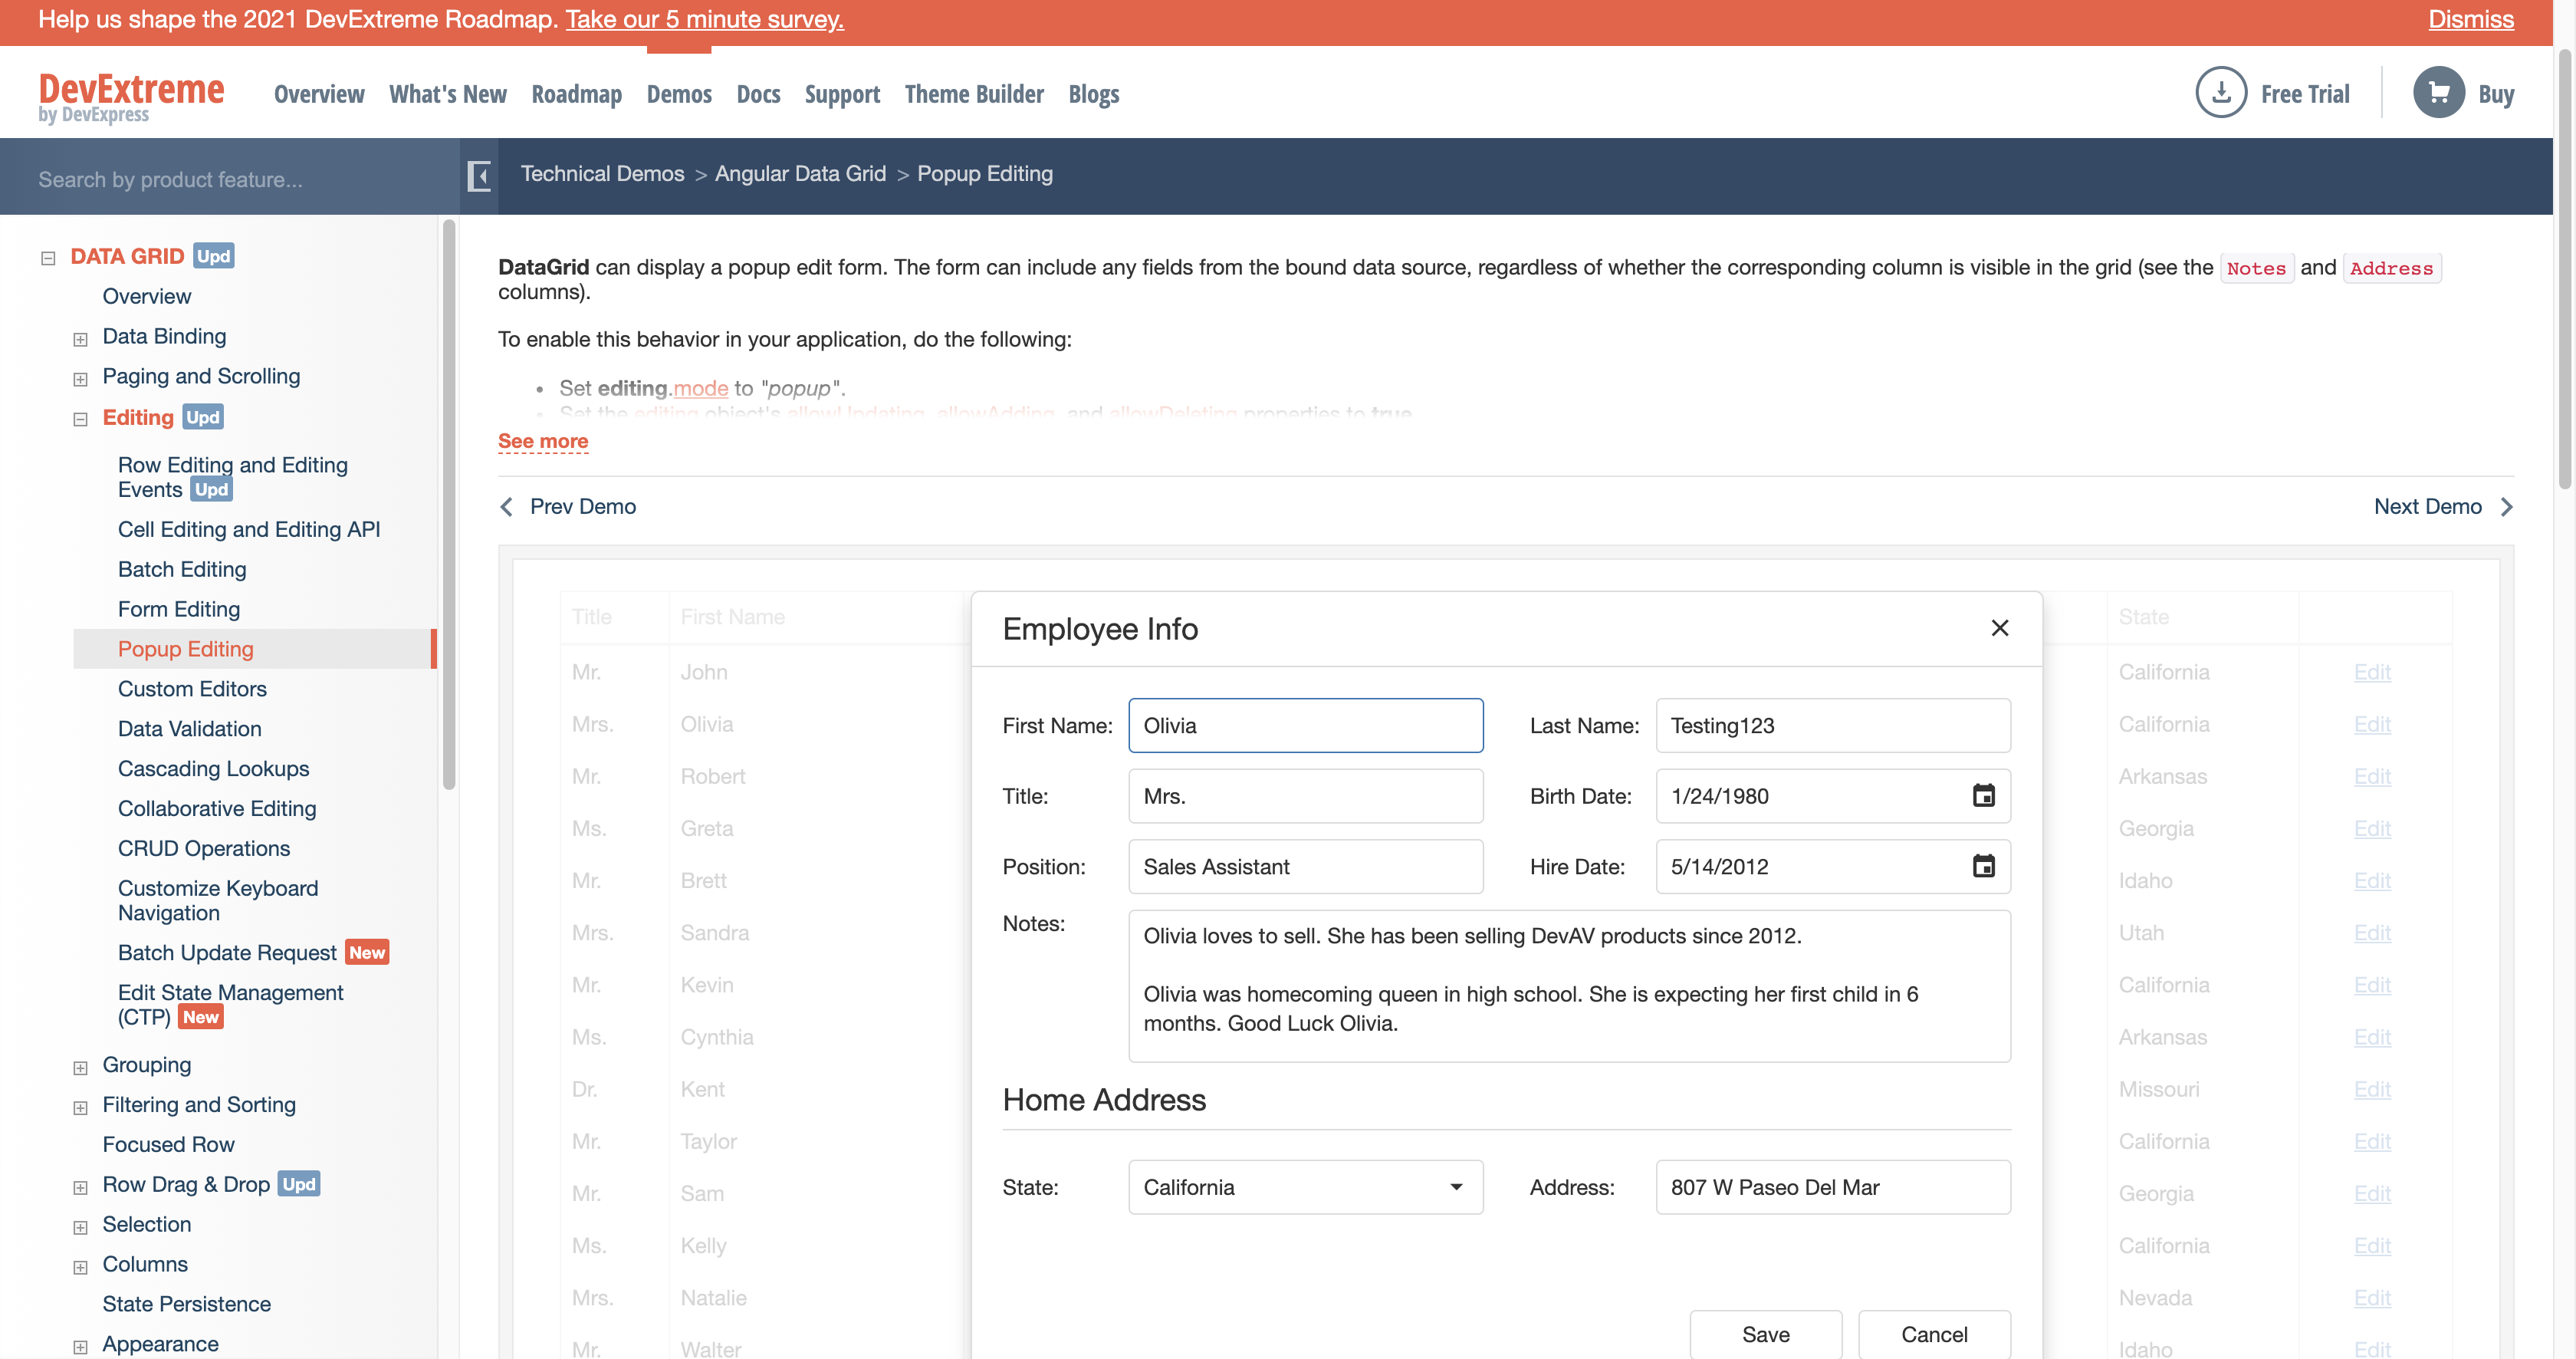 Help us shape the 2021 DevExtreme Roadmap. Take our 5 minute survey.
Dismiss
DevExtreme
by DevExpress
Overview
What's New
Roadmap
Demos
Docs
Support
Theme Builder
Blogs
Free Trial
Buy
Search by product feature...
Technical Demos > Angular Data Grid > Popup Editing
DATA GRID Upd
Overview
Data Binding
Paging and Scrolling
Editing Upd
Row Editing and Editing
Events Upd
Cell Editing and Editing API
Batch Editing
Form Editing
Popup Editing
Custom Editors
Data Validation
Cascading Lookups
Collaborative Editing
CRUD Operations
Customize Keyboard
Navigation
Batch Update Request New
Edit State Management
(CTP) New
Grouping
Filtering and Sorting
Focused Row
Row Drag & Drop Upd
Selection
Columns
State Persistence
Appearance
DataGrid can display a popup edit form. The form can include any fields from the bound data source, regardless of whether the corresponding column is visible in the grid (see the Notes and Address
columns).
To enable this behavior in your application, do the following:
• Set editing.mode to "popup".
• Set the editing object's allowUpdating, allowAdding, and allowDeleting properties to true
See more
Prev Demo
Next Demo
Title First Name State
Mr. John California Edit
Mrs. Olivia California Edit
Mr. Robert Arkansas Edit
Ms. Greta Georgia Edit
Mr. Brett Idaho Edit
Mrs. Sandra Utah Edit
Mr. Kevin California Edit
Ms. Cynthia Arkansas Edit
Dr. Kent Missouri Edit
Mr. Taylor California Edit
Mr. Sam Georgia Edit
Ms. Kelly California Edit
Mrs. Natalie Nevada Edit
Mr. Walter Idaho Edit
Employee Info
First Name: Olivia
Last Name: Testing123
Title: Mrs.
Birth Date: 1/24/1980
Position: Sales Assistant
Hire Date: 5/14/2012
Notes:
Olivia loves to sell. She has been selling DevAV products since 2012.
Olivia was homecoming queen in high school. She is expecting her first child in 6
months. Good Luck Olivia.
Home Address
State: California
Address: 807 W Paseo Del Mar
Save
Cancel